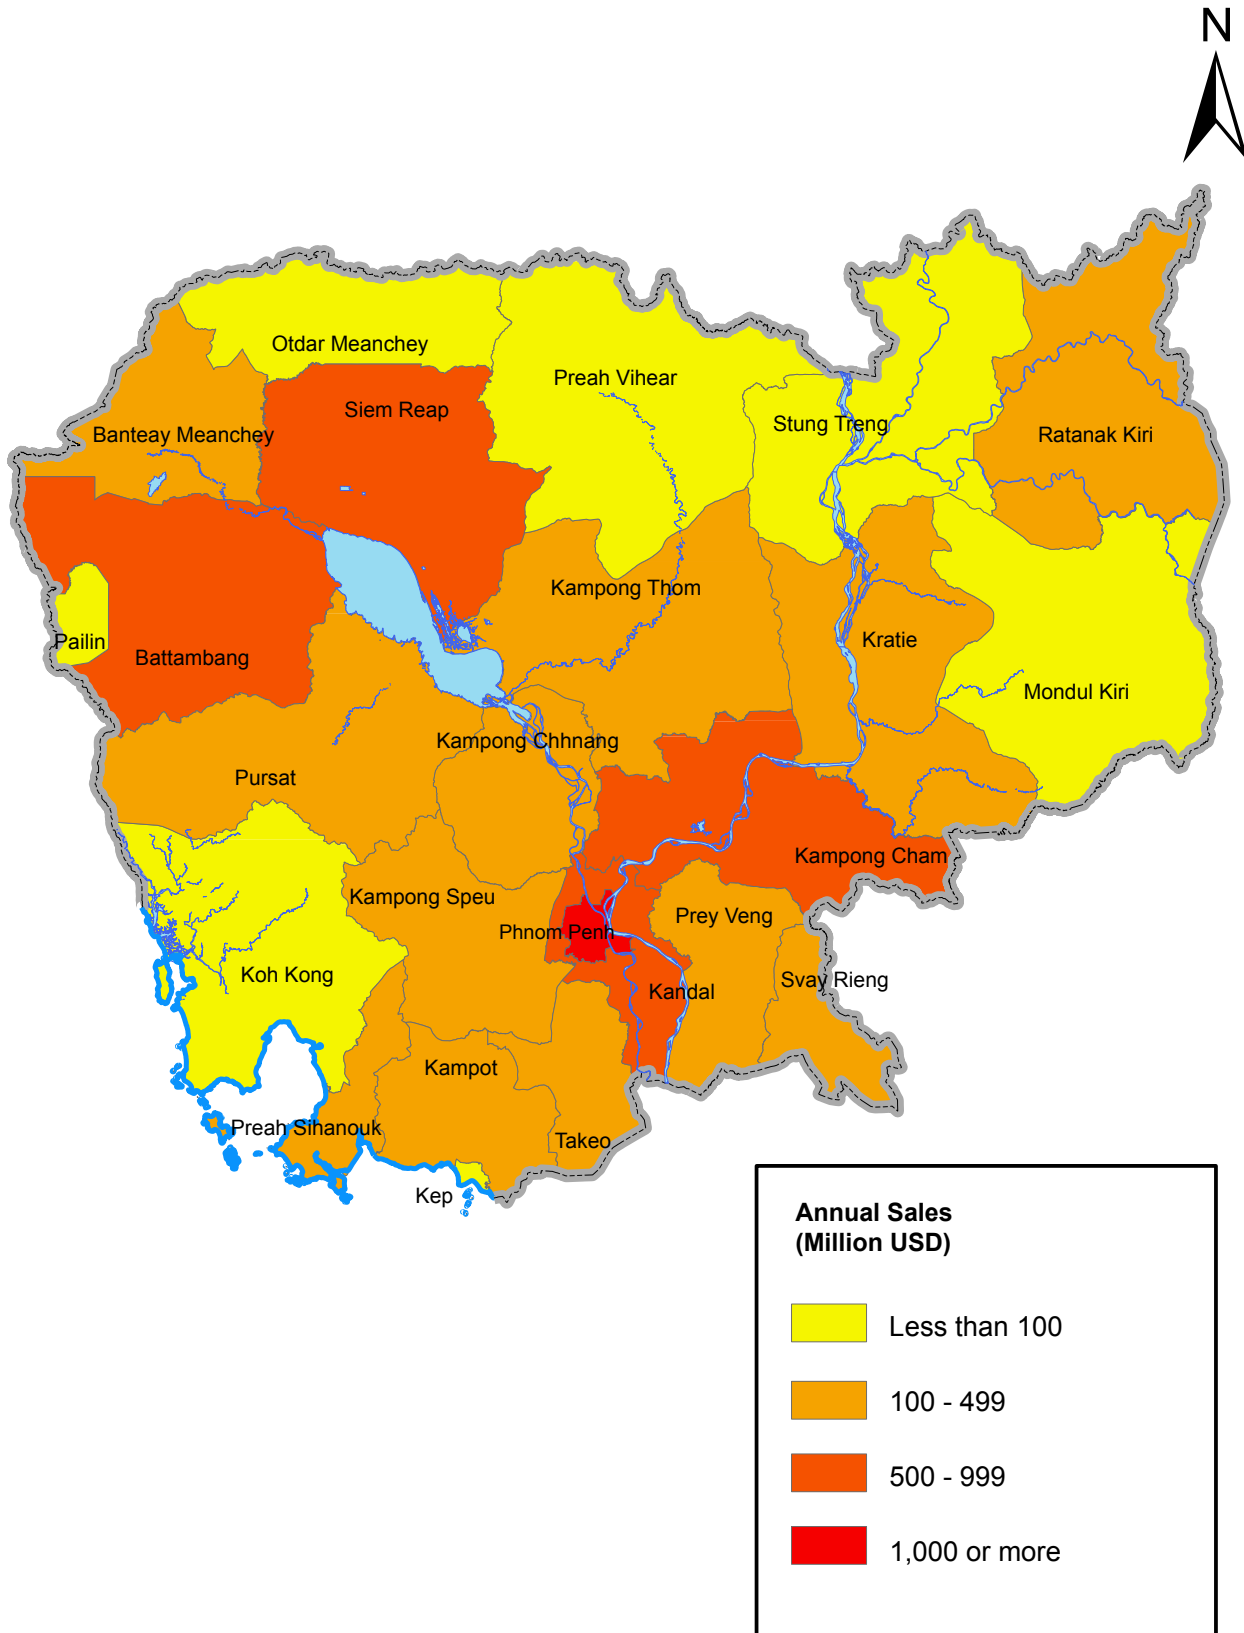 N
Otdar Meanchey
Preah Vihear
Siem Reap
Stung Treng
Banteay Meanchey
Ratanak Kiri
Kampong Thom
Pailin
Kratie
Battambang
Mondul Kiri
Kampong Chhnang
Pursat
Kampong Cham
Kampong Speu
Prey Veng
Phnom Penh
Koh Kong
Svay Rieng
Kandal
Kampot
Preah Sihanouk
Takeo
Kep
Annual Sales
(Million USD)
Less than 100
100 - 499
500 - 999
1,000 or more